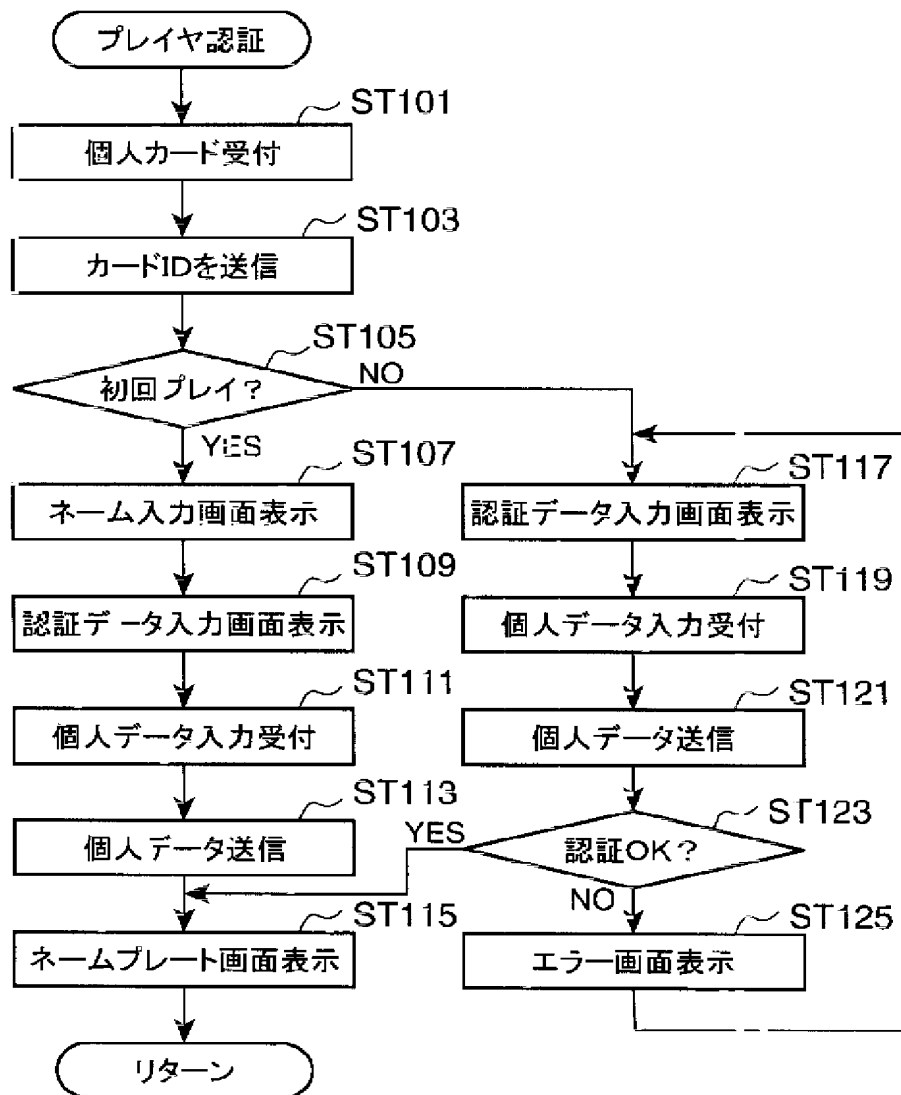 プレイヤ認証
ST101
個人カード受付
ST103
カードIDを送信
ST105
初回プレイ?
NO
YES
ST107
ネーム入力画面表示
ST109
認証データ入力画面表示
ST111
個人データ入力受付
ST113
個人データ送信
ST115
ネームプレート画面表示
リターン
ST117
認証データ入力画面表示
ST119
個人データ入力受付
ST121
個人データ送信
ST123
認証OK?
YES
NO
ST125
エラー画面表示